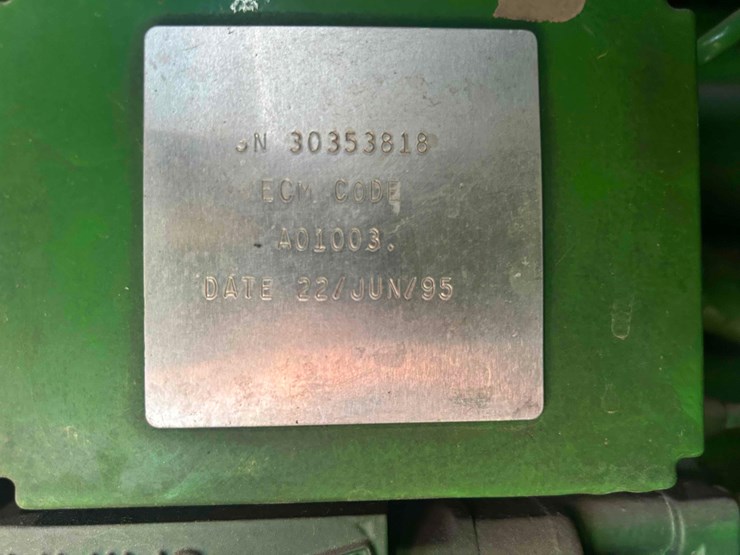 SN 30353818
ECM CODE
A01003.
DATE 22/JUN/95